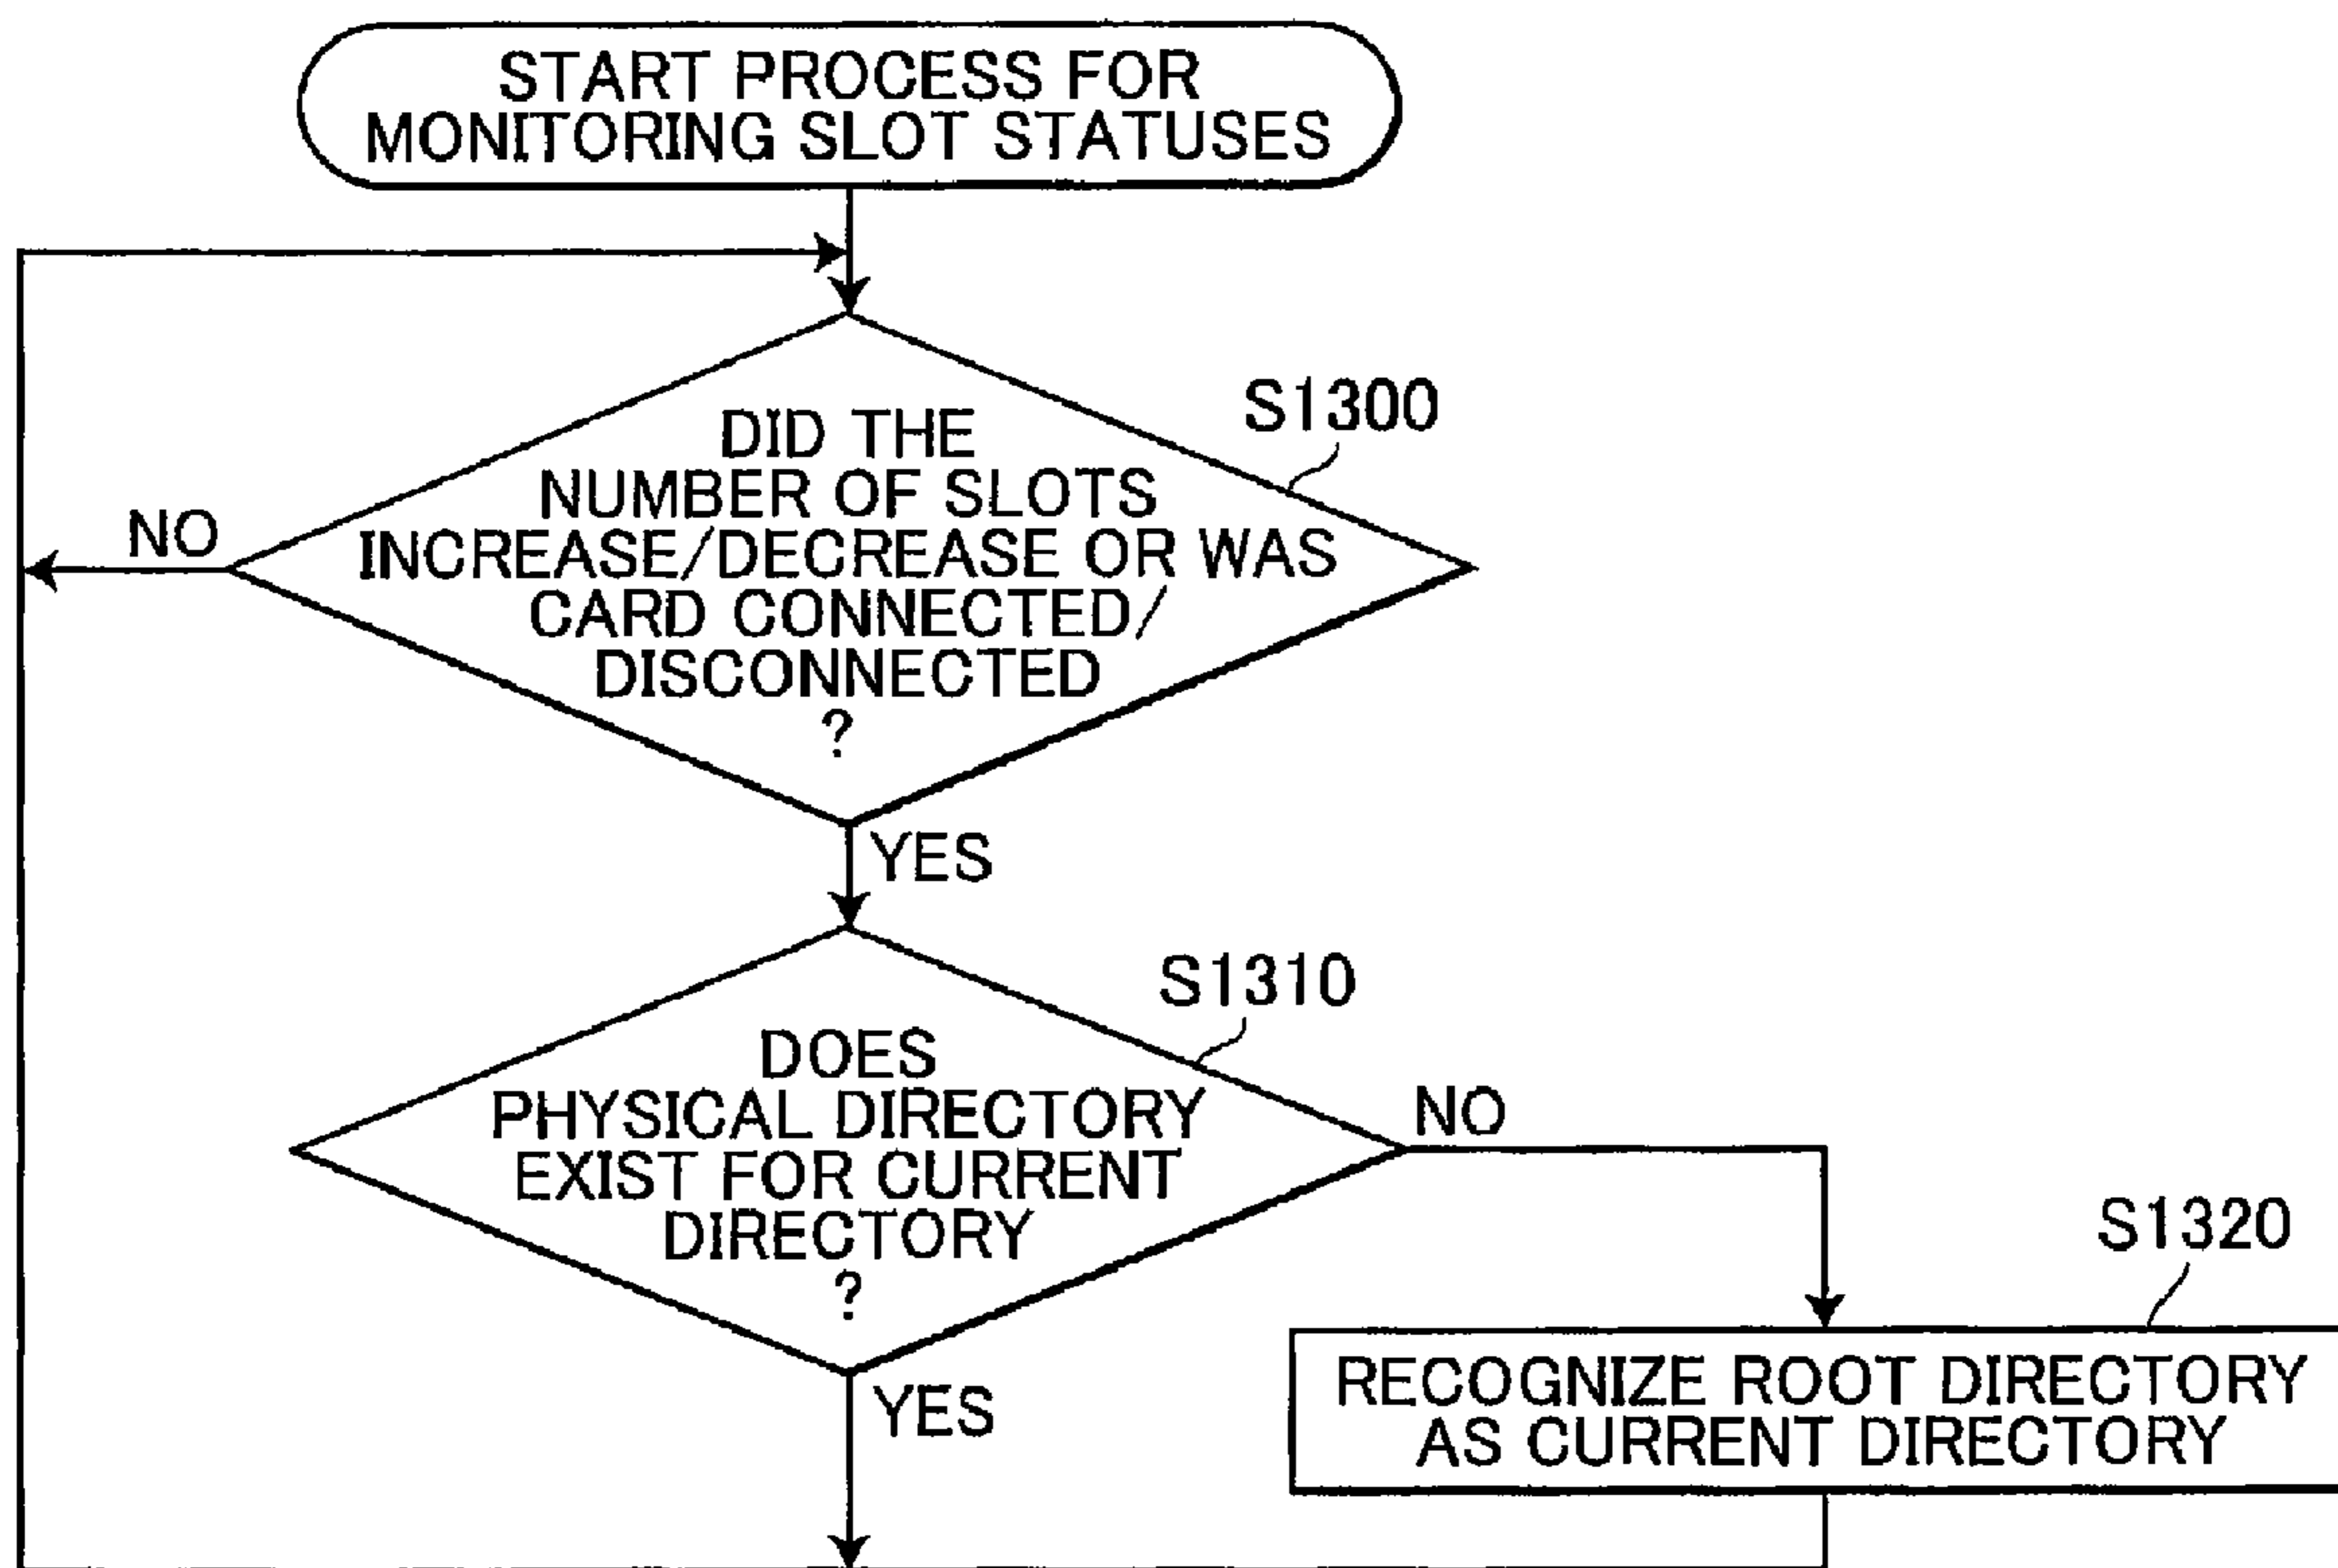 START PROCESS FOR
MONITORING SLOT STATUSES
S1300
DID THE
NUMBER OF SLOTS
INCREASE/DECREASE OR WAS
CARD CONNECTED/
DISCONNECTED
?
NO
YES
S1310
DOES
PHYSICAL DIRECTORY
EXIST FOR CURRENT
DIRECTORY
?
NO
YES
S1320
RECOGNIZE ROOT DIRECTORY
AS CURRENT DIRECTORY